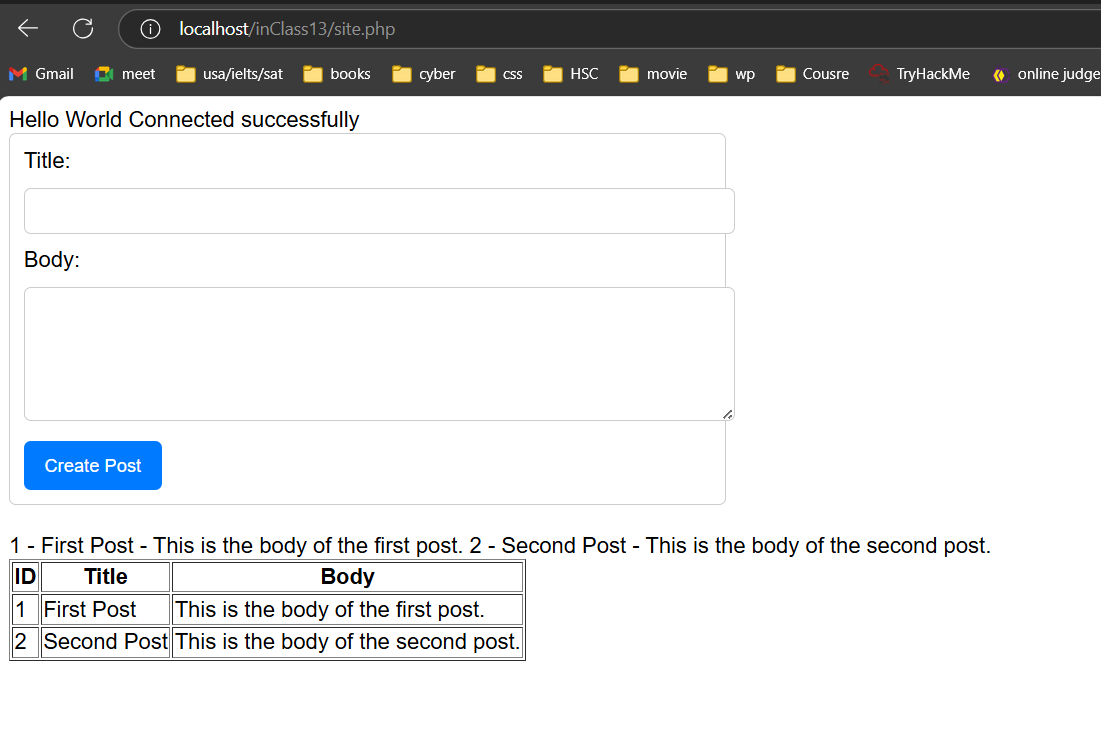 localhost/inClass13/site.php
Gmail meet usa/ielts/sat books cyber css HSC movie wp Cousre TryHackMe online judge
Hello World Connected successfully
Title:
Body:
Create Post
1 - First Post - This is the body of the first post. 2 - Second Post - This is the body of the second post.
ID Title Body
1 First Post This is the body of the first post.
2 Second Post This is the body of the second post.